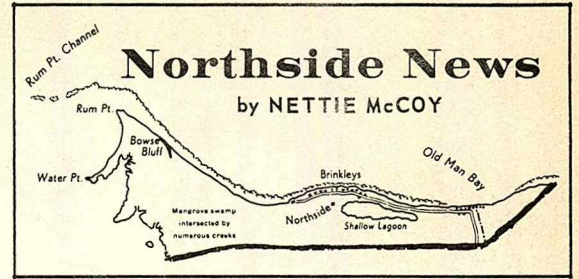 Northside News
by NETTIE McCOY
Rum Pt. Channel
Rum Pt.
Bowse
Bluff
Water Pt.
Brinkleys
Old Man Bay
Northside
Shallow Lagoon
Mangrove swamp
intersected by
numerous creeks